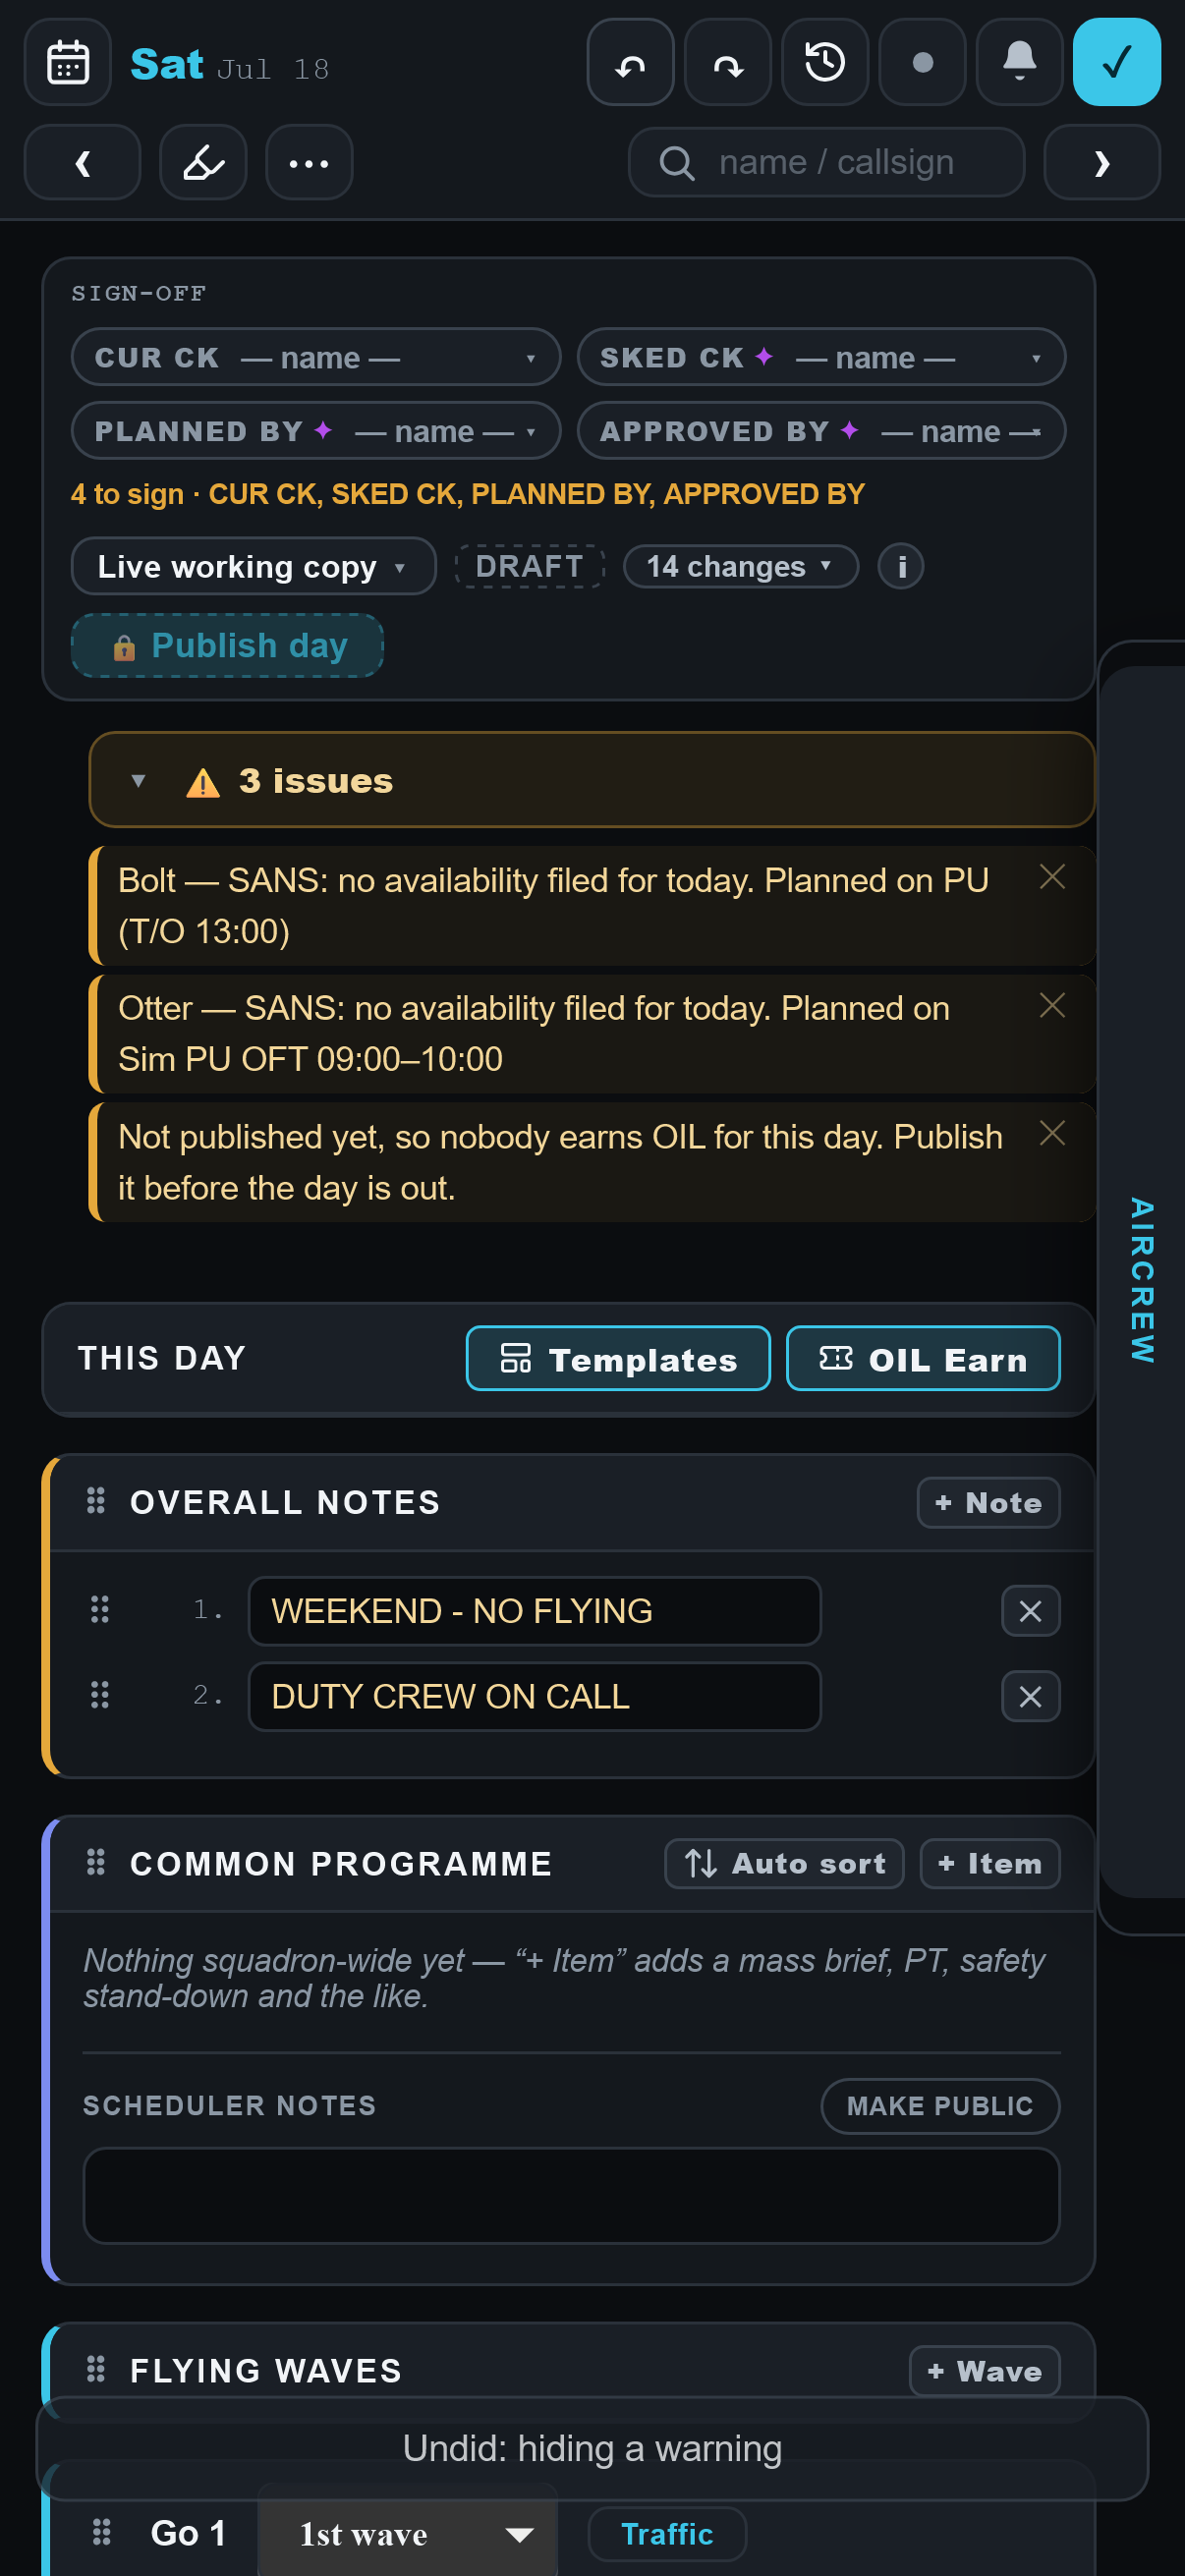 Sat Jul 18
name / callsign
SIGN-OFF
CUR CK — name —
SKED CK ✦ — name —
PLANNED BY ✦ — name —
APPROVED BY ✦ — name —
4 to sign · CUR CK, SKED CK, PLANNED BY, APPROVED BY
Live working copy
DRAFT
14 changes
i
Publish day
3 issues
Bolt — SANS: no availability filed for today. Planned on PU
(T/O 13:00)
Otter — SANS: no availability filed for today. Planned on
Sim PU OFT 09:00–10:00
Not published yet, so nobody earns OIL for this day. Publish
it before the day is out.
AIRCREW
THIS DAY
Templates
OIL Earn
OVERALL NOTES
+ Note
1. WEEKEND - NO FLYING
2. DUTY CREW ON CALL
COMMON PROGRAMME
Auto sort
+ Item
Nothing squadron-wide yet — “+ Item” adds a mass brief, PT, safety
stand-down and the like.
SCHEDULER NOTES
MAKE PUBLIC
FLYING WAVES
+ Wave
Undid: hiding a warning
Go 1
1st wave
Traffic